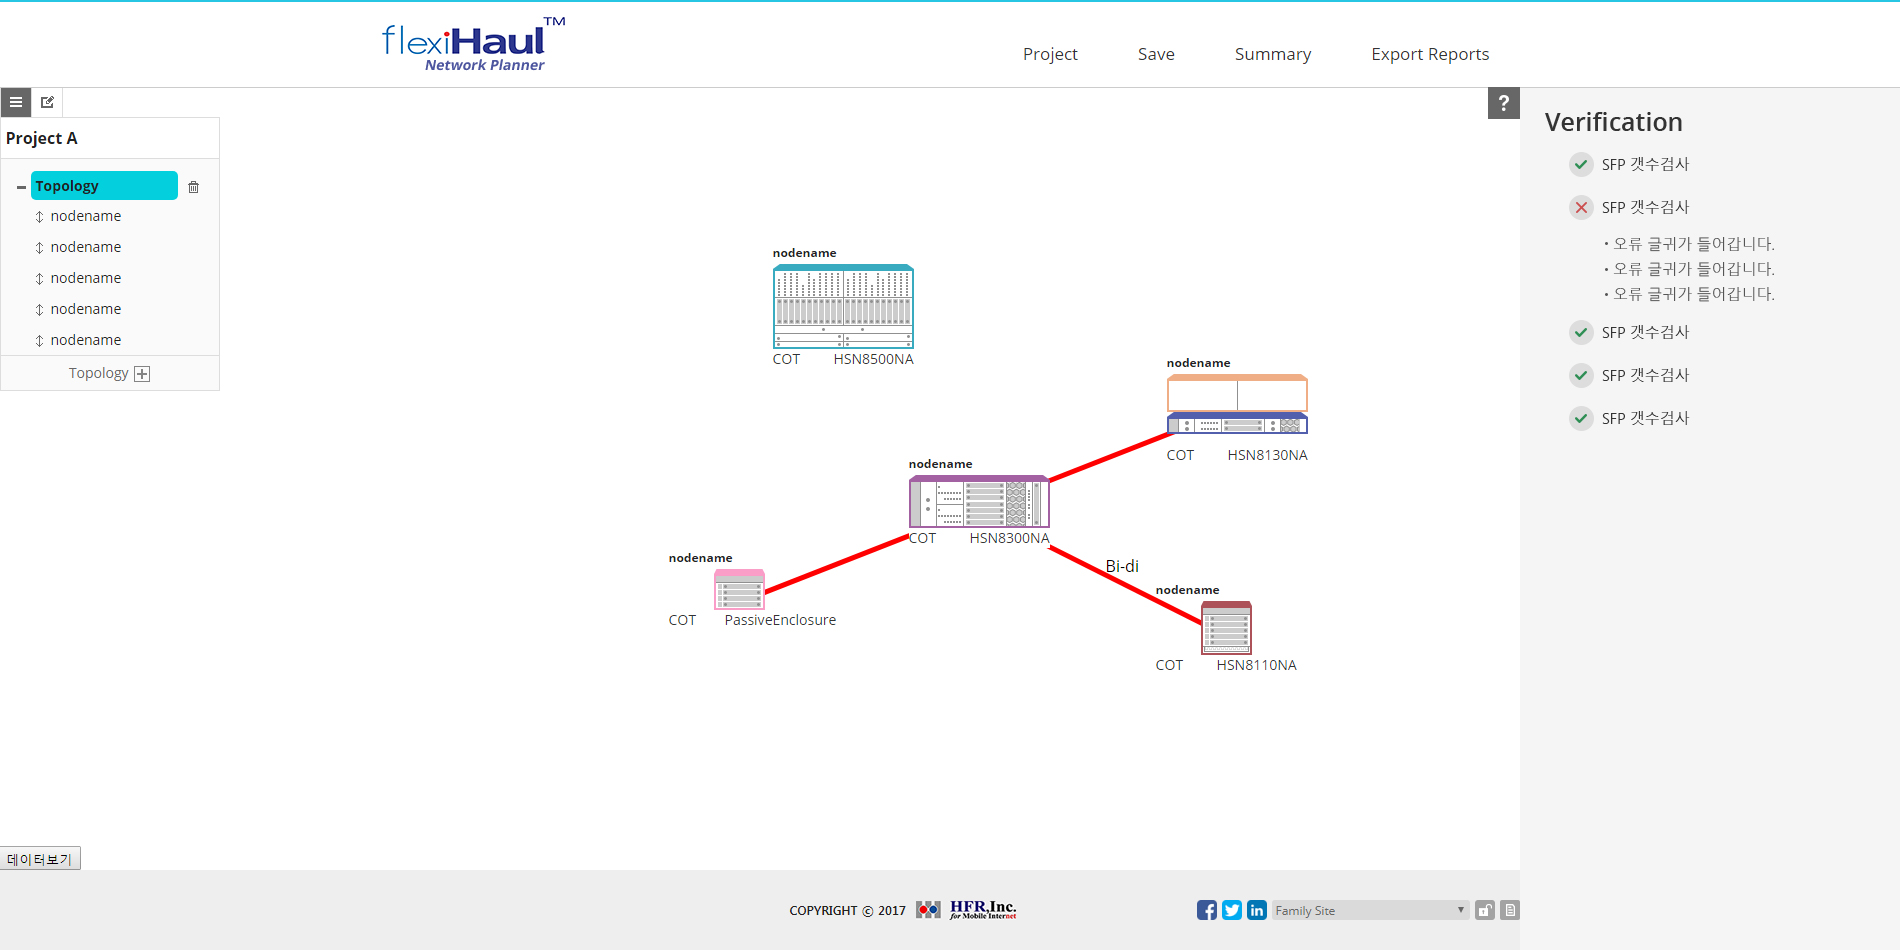 flexiHaul™
Network Planner
Project Save Summary Export Reports
?
Project A
Topology
nodename
nodename
nodename
nodename
nodename
Topology
데이터보기
nodename
COT HSN8500NA
nodename
COT HSN8130NA
nodename
COT HSN8300NA
nodename
COT PassiveEnclosure
Bi-di
nodename
COT HSN8110NA
Verification
SFP 갯수검사
SFP 갯수검사
• 오류 글귀가 들어갑니다.
• 오류 글귀가 들어갑니다.
• 오류 글귀가 들어갑니다.
SFP 갯수검사
SFP 갯수검사
SFP 갯수검사
COPYRIGHT © 2017 HFR,Inc.
for Mobile Internet
Family Site